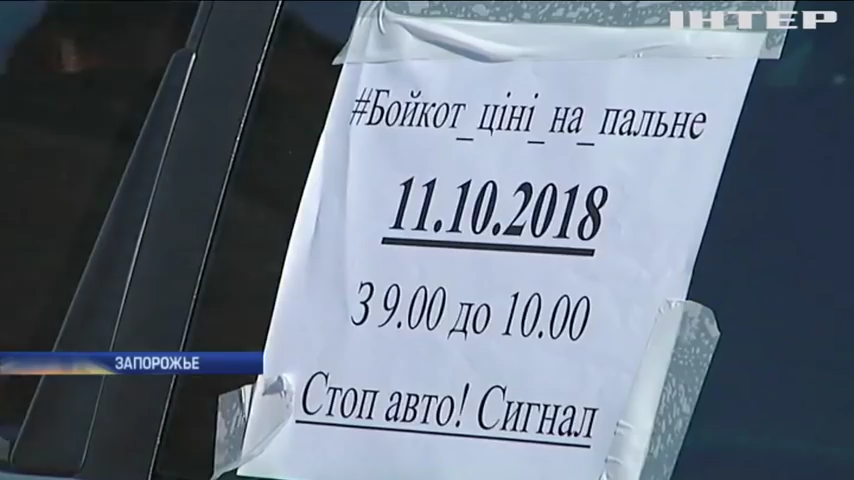 ІНТЕР
#Бойкот_ціні_на_пальне
11.10.2018
З 9.00 до 10.00
Стоп авто! Сигнал
ЗАПОРОЖЬЕ